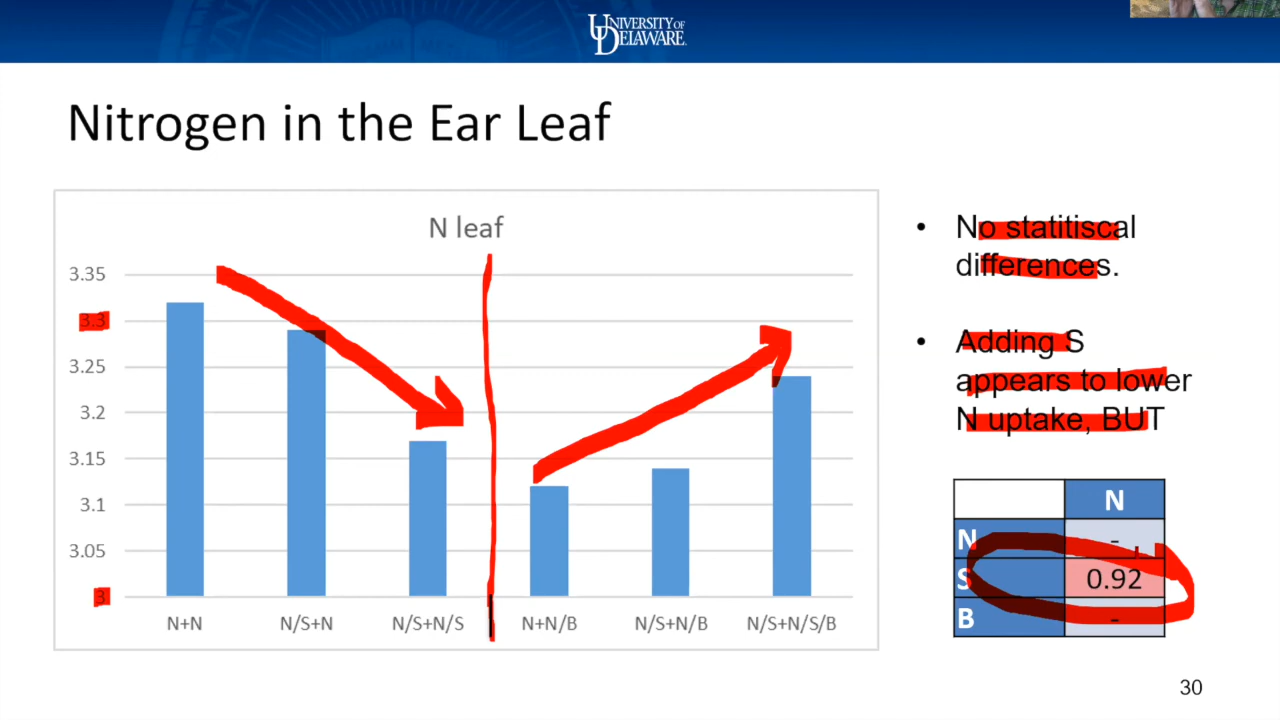 UNIVERSITY OF
DELAWARE.
Nitrogen in the Ear Leaf
N leaf
3.35
3.3
3.25
3.2
3.15
3.1
3.05
3
N+N N/S+N N/S+N/S N+N/B N/S+N/B N/S+N/S/B
• No statitiscal
differences.
• Adding S
appears to lower
N uptake, BUT
N
N -
S 0.92
B -
30